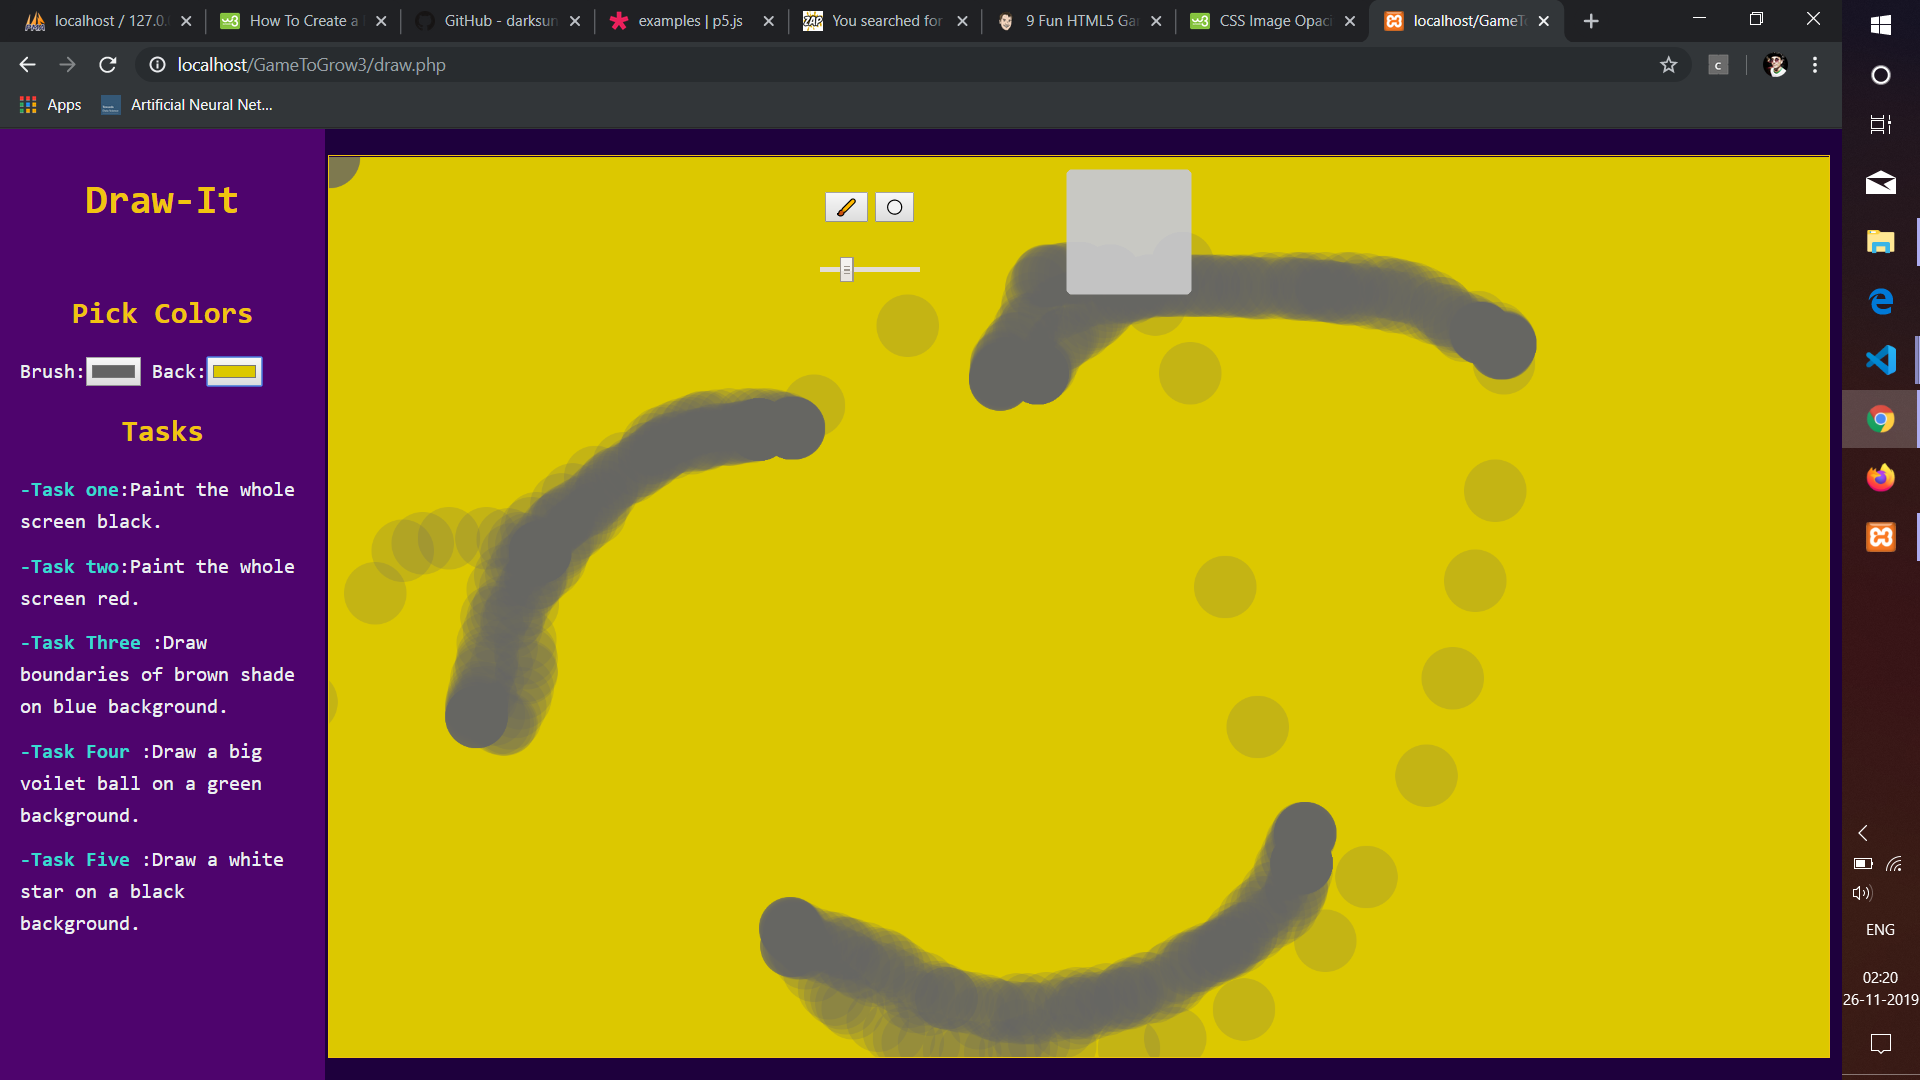 localhost / 127.0.
How To Create a
GitHub - darksun
examples | p5.js
You searched for
9 Fun HTML5 Ga
CSS Image Opaci
localhost/GameT
localhost/GameToGrow3/draw.php
c
Apps
Artificial Neural Net...
Draw-It
Pick Colors
Brush: Back:
Tasks
-Task one:Paint the whole
screen black.
-Task two:Paint the whole
screen red.
-Task Three :Draw
boundaries of brown shade
on blue background.
-Task Four :Draw a big
voilet ball on a green
background.
-Task Five :Draw a white
star on a black
background.
ENG
02:20
26-11-2019